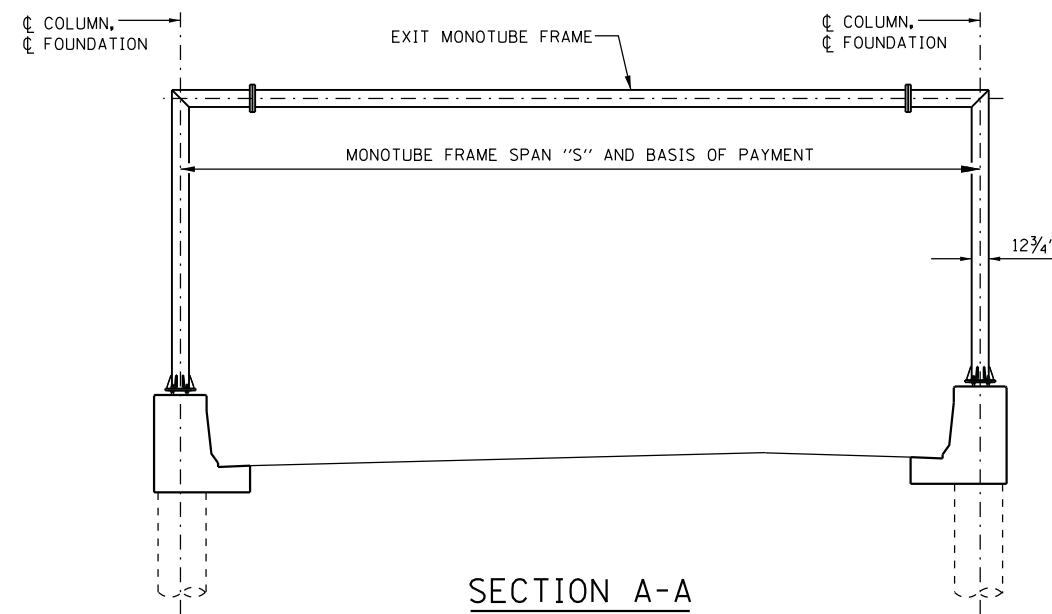 ℄ COLUMN,
℄ FOUNDATION
℄ COLUMN,
℄ FOUNDATION
EXIT MONOTUBE FRAME
MONOTUBE FRAME SPAN "S" AND BASIS OF PAYMENT
12¾"
SECTION A-A